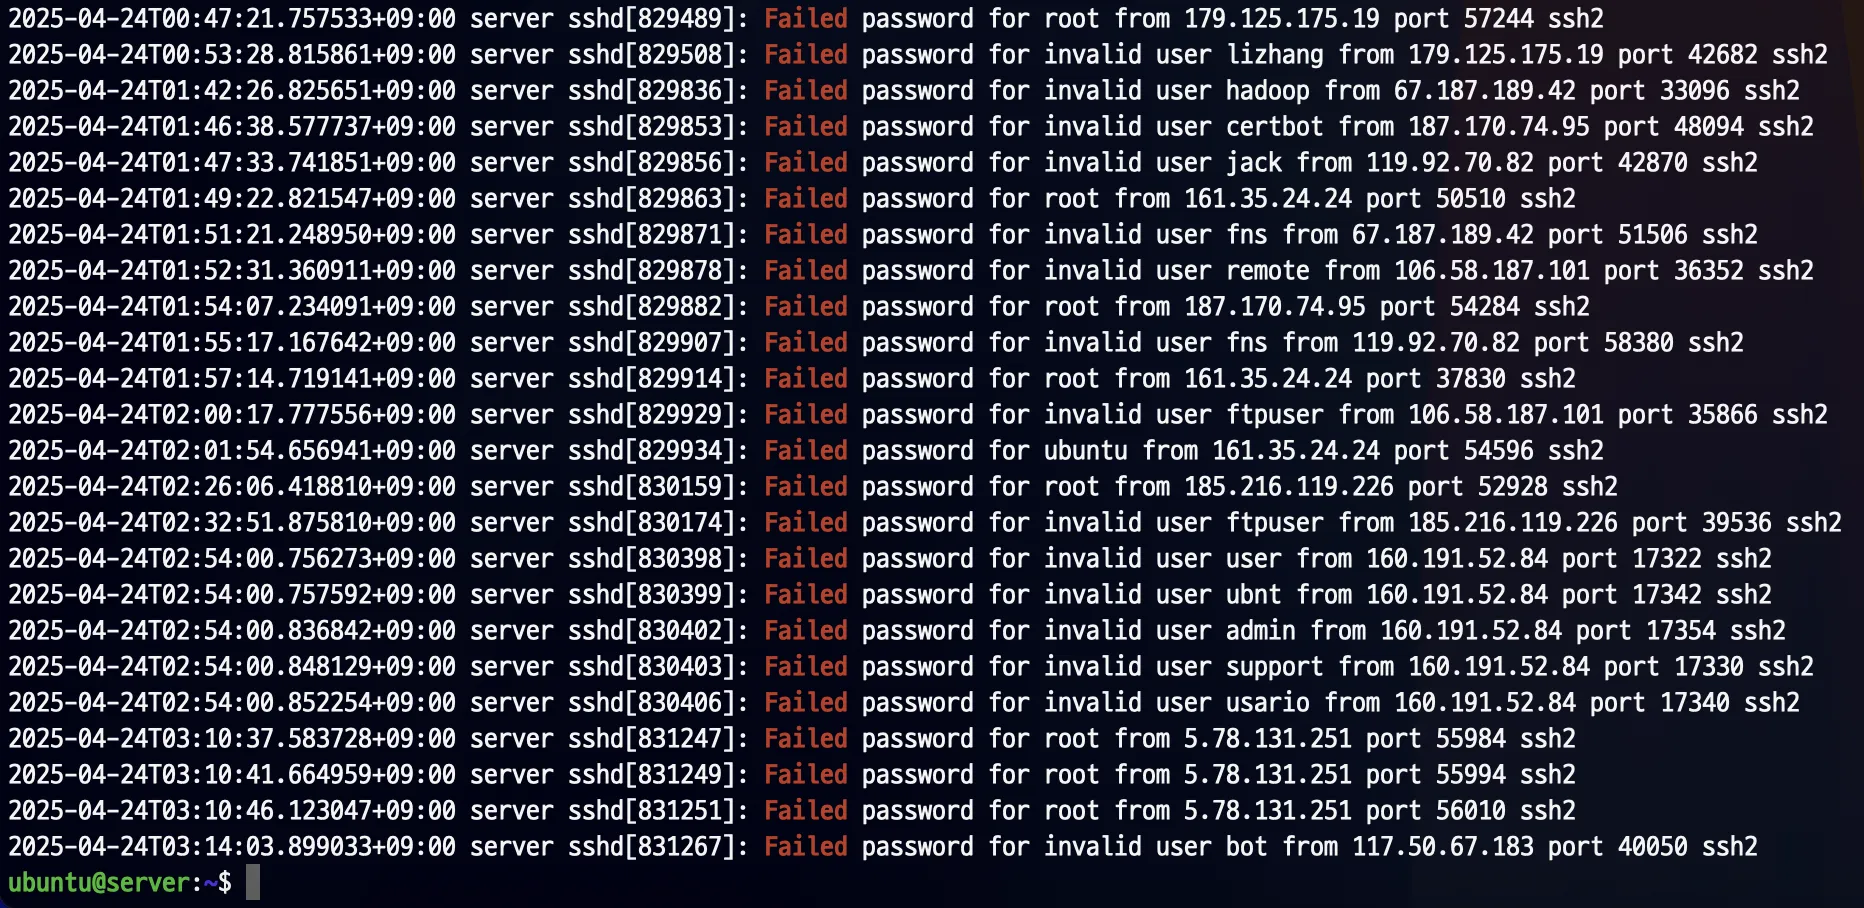 2025-04-24T00:47:21.757533+09:00 server sshd[829489]: Failed password for root from 179.125.175.19 port 57244 ssh2
2025-04-24T00:53:28.815861+09:00 server sshd[829508]: Failed password for invalid user lizhang from 179.125.175.19 port 42682 ssh2
2025-04-24T01:42:26.825651+09:00 server sshd[829836]: Failed password for invalid user hadoop from 67.187.189.42 port 33096 ssh2
2025-04-24T01:46:38.577737+09:00 server sshd[829853]: Failed password for invalid user certbot from 187.170.74.95 port 48094 ssh2
2025-04-24T01:47:33.741851+09:00 server sshd[829856]: Failed password for invalid user jack from 119.92.70.82 port 42870 ssh2
2025-04-24T01:49:22.821547+09:00 server sshd[829863]: Failed password for root from 161.35.24.24 port 50510 ssh2
2025-04-24T01:51:21.248950+09:00 server sshd[829871]: Failed password for invalid user fns from 67.187.189.42 port 51506 ssh2
2025-04-24T01:52:31.360911+09:00 server sshd[829878]: Failed password for invalid user remote from 106.58.187.101 port 36352 ssh2
2025-04-24T01:54:07.234091+09:00 server sshd[829882]: Failed password for root from 187.170.74.95 port 54284 ssh2
2025-04-24T01:55:17.167642+09:00 server sshd[829907]: Failed password for invalid user fns from 119.92.70.82 port 58380 ssh2
2025-04-24T01:57:14.719141+09:00 server sshd[829914]: Failed password for root from 161.35.24.24 port 37830 ssh2
2025-04-24T02:00:17.777556+09:00 server sshd[829929]: Failed password for invalid user ftpuser from 106.58.187.101 port 35866 ssh2
2025-04-24T02:01:54.656941+09:00 server sshd[829934]: Failed password for ubuntu from 161.35.24.24 port 54596 ssh2
2025-04-24T02:26:06.418810+09:00 server sshd[830159]: Failed password for root from 185.216.119.226 port 52928 ssh2
2025-04-24T02:32:51.875810+09:00 server sshd[830174]: Failed password for invalid user ftpuser from 185.216.119.226 port 39536 ssh2
2025-04-24T02:54:00.756273+09:00 server sshd[830398]: Failed password for invalid user user from 160.191.52.84 port 17322 ssh2
2025-04-24T02:54:00.757592+09:00 server sshd[830399]: Failed password for invalid user ubnt from 160.191.52.84 port 17342 ssh2
2025-04-24T02:54:00.836842+09:00 server sshd[830402]: Failed password for invalid user admin from 160.191.52.84 port 17354 ssh2
2025-04-24T02:54:00.848129+09:00 server sshd[830403]: Failed password for invalid user support from 160.191.52.84 port 17330 ssh2
2025-04-24T02:54:00.852254+09:00 server sshd[830406]: Failed password for invalid user usario from 160.191.52.84 port 17340 ssh2
2025-04-24T03:10:37.583728+09:00 server sshd[831247]: Failed password for root from 5.78.131.251 port 55984 ssh2
2025-04-24T03:10:41.664959+09:00 server sshd[831249]: Failed password for root from 5.78.131.251 port 55994 ssh2
2025-04-24T03:10:46.123047+09:00 server sshd[831251]: Failed password for root from 5.78.131.251 port 56010 ssh2
2025-04-24T03:14:03.899033+09:00 server sshd[831267]: Failed password for invalid user bot from 117.50.67.183 port 40050 ssh2
ubuntu@server:~$